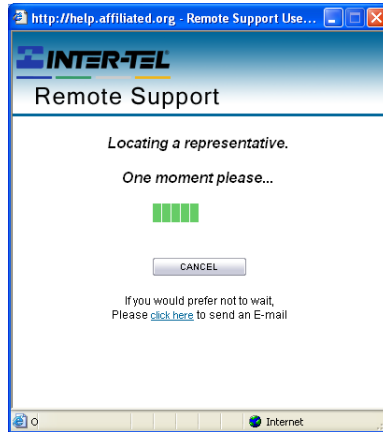 http://help.affiliated.org - Remote Support Use...
INTER-TEL
Remote Support
Locating a representative.
One moment please...
CANCEL
If you would prefer not to wait,
Please click here to send an E-mail
O
Internet